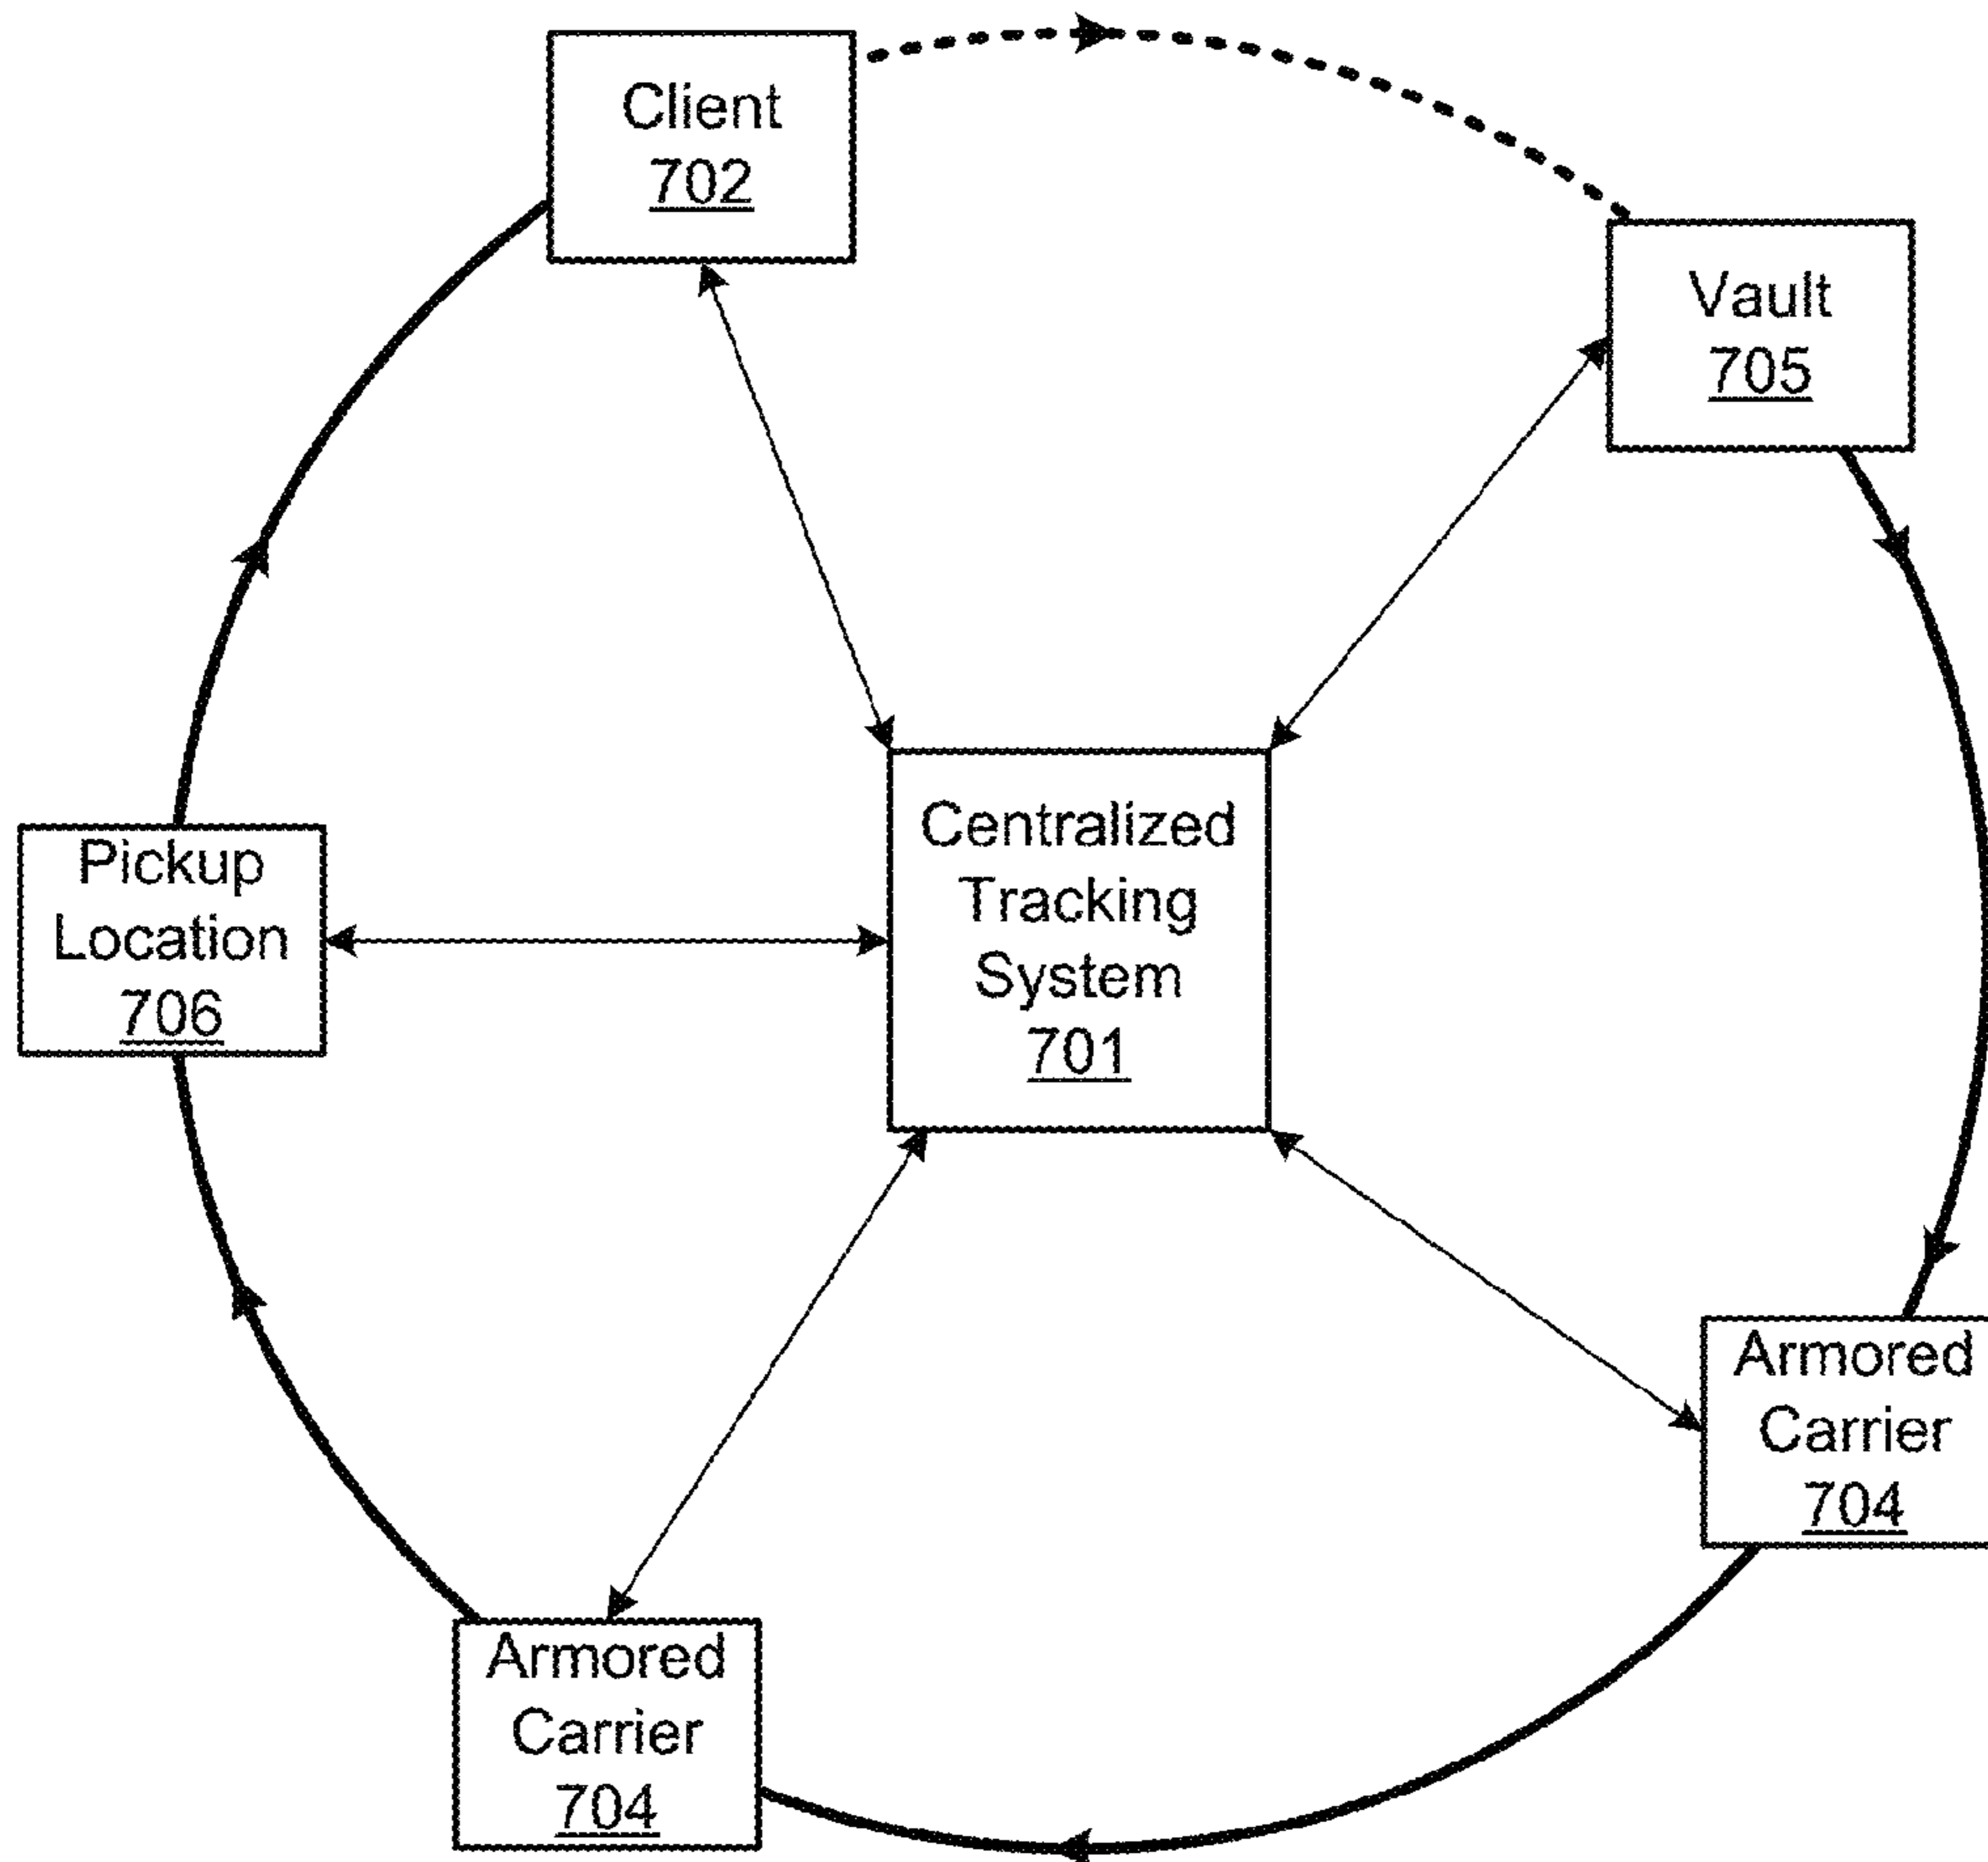 Client
702
Vault
705
Centralized
Tracking
System
701
Pickup
Location
706
Armored
Carrier
704
Armored
Carrier
704